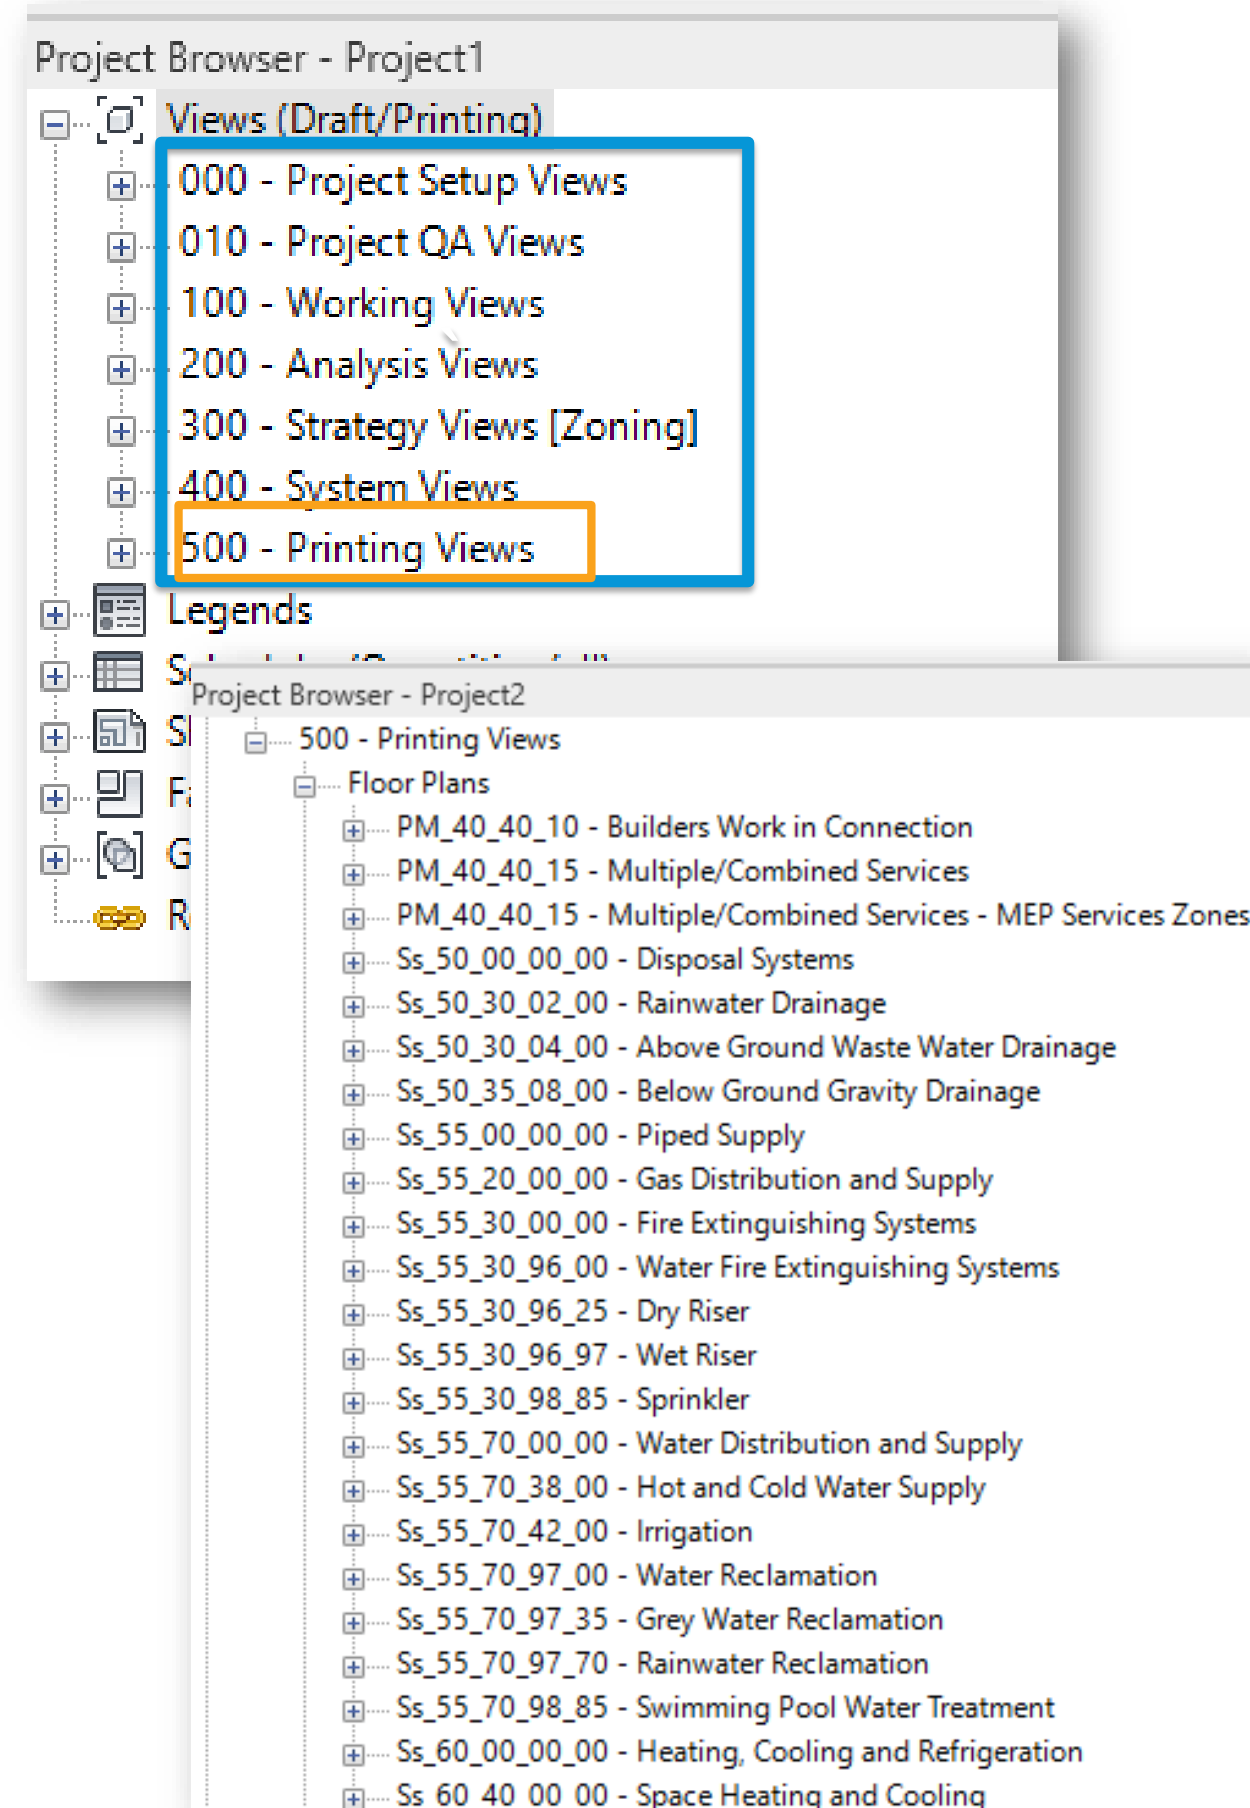 Project Browser - Project1
Views (Draft/Printing)
000 - Project Setup Views
010 - Project QA Views
100 - Working Views
200 - Analysis Views
300 - Strategy Views [Zoning]
400 - System Views
500 - Printing Views
Legends
Project Browser - Project2
500 - Printing Views
Floor Plans
PM_40_40_10 - Builders Work in Connection
PM_40_40_15 - Multiple/Combined Services
PM_40_40_15 - Multiple/Combined Services - MEP Services Zones
Ss_50_00_00_00 - Disposal Systems
Ss_50_30_02_00 - Rainwater Drainage
Ss_50_30_04_00 - Above Ground Waste Water Drainage
Ss_50_35_08_00 - Below Ground Gravity Drainage
Ss_55_00_00_00 - Piped Supply
Ss_55_20_00_00 - Gas Distribution and Supply
Ss_55_30_00_00 - Fire Extinguishing Systems
Ss_55_30_96_00 - Water Fire Extinguishing Systems
Ss_55_30_96_25 - Dry Riser
Ss_55_30_96_97 - Wet Riser
Ss_55_30_98_85 - Sprinkler
Ss_55_70_00_00 - Water Distribution and Supply
Ss_55_70_38_00 - Hot and Cold Water Supply
Ss_55_70_42_00 - Irrigation
Ss_55_70_97_00 - Water Reclamation
Ss_55_70_97_35 - Grey Water Reclamation
Ss_55_70_97_70 - Rainwater Reclamation
Ss_55_70_98_85 - Swimming Pool Water Treatment
Ss_60_00_00_00 - Heating, Cooling and Refrigeration
Ss_60_40_00_00 - Space Heating and Cooling